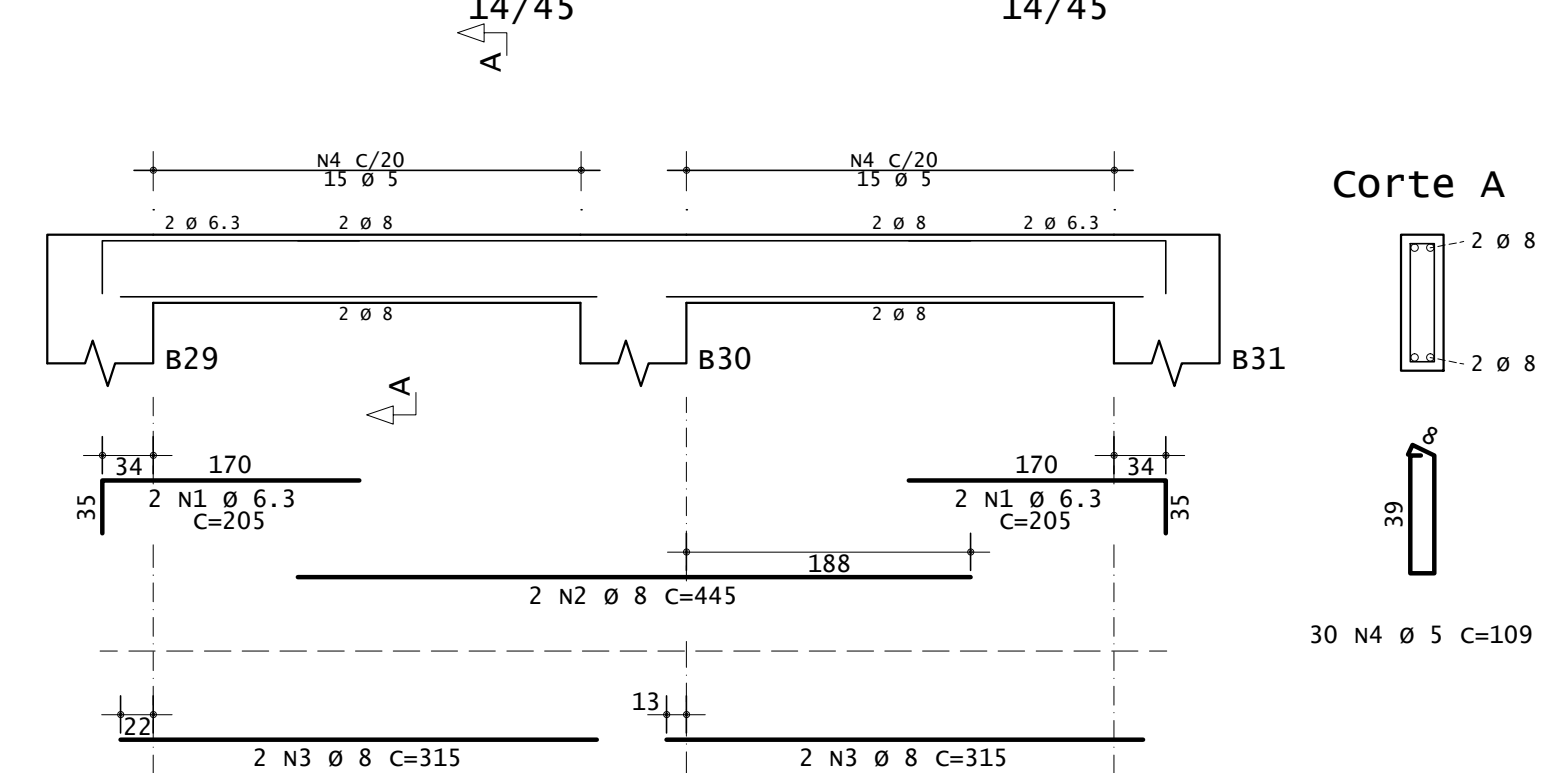 14/45 14/45
A
N4 C/20 N4 C/20
15 Ø 5 15 Ø 5
Corte A
2 Ø 6.3 2 Ø 8 2 Ø 8 2 Ø 6.3
2 Ø 8
2 Ø 8 2 Ø 8
B29 B30 B31
2 Ø 8
A
34 170 170 34
35 2 N1 Ø 6.3 2 N1 Ø 6.3 35
C=205 C=205
8
39
188
2 N2 Ø 8 C=445
30 N4 Ø 5 C=109
22 13
2 N3 Ø 8 C=315 2 N3 Ø 8 C=315